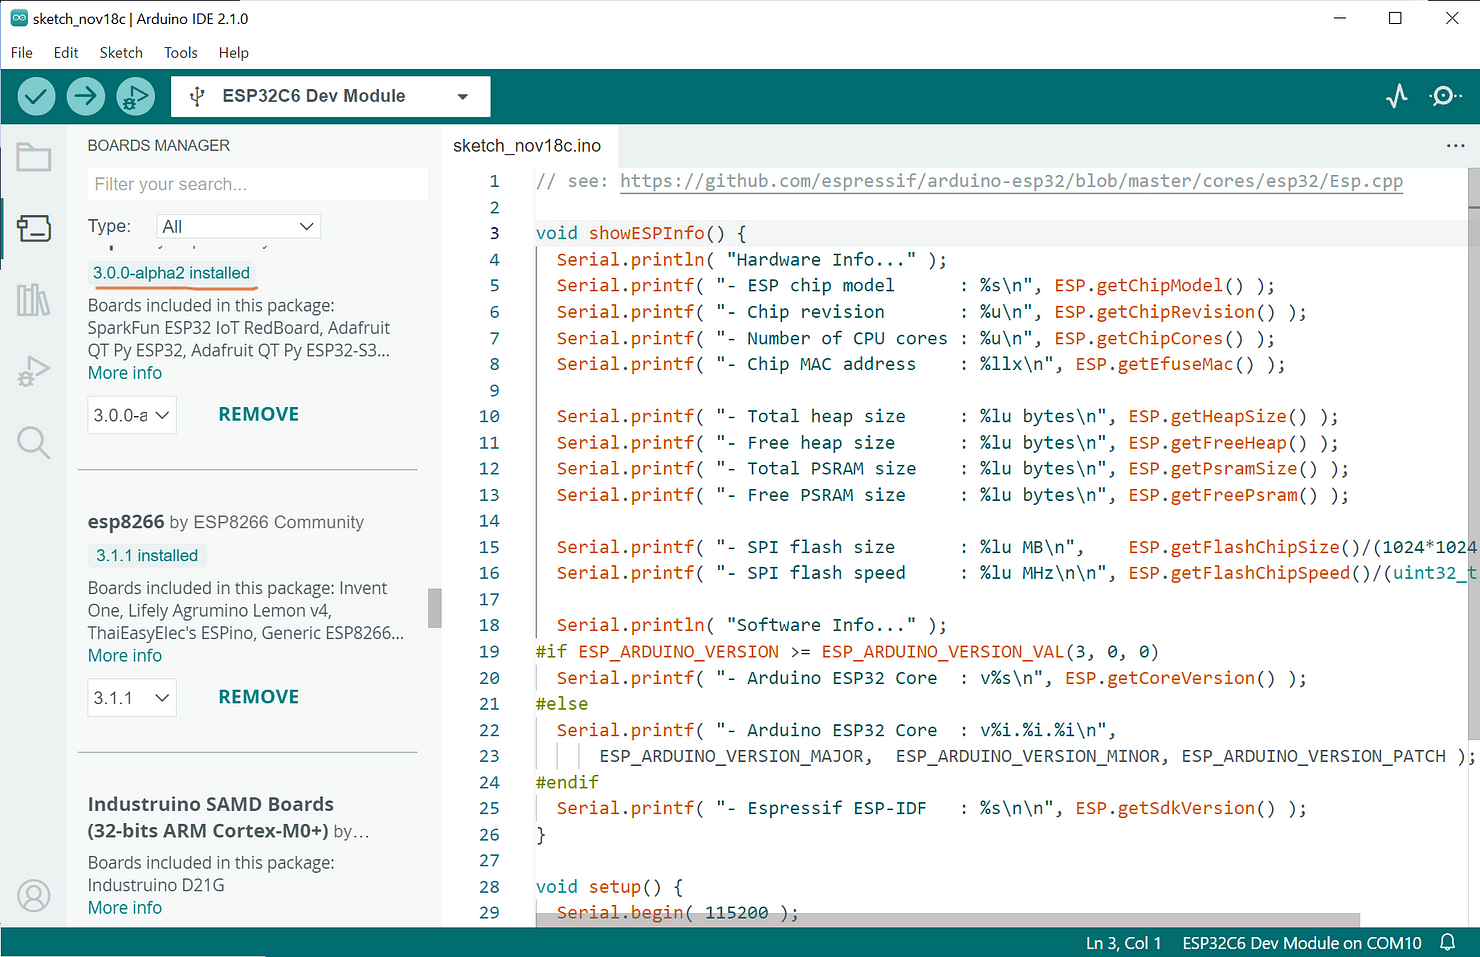 sketch_nov18c | Arduino IDE 2.1.0
File Edit Sketch Tools Help
ESP32C6 Dev Module
BOARDS MANAGER
Filter your search...
Type: All
3.0.0-alpha2 installed
Boards included in this package:
SparkFun ESP32 IoT RedBoard, Adafruit
QT Py ESP32, Adafruit QT Py ESP32-S3...
More info
3.0.0-a REMOVE
esp8266 by ESP8266 Community
3.1.1 installed
Boards included in this package: Invent
One, Lifely Agrumino Lemon v4,
ThaiEasyElec's ESPino, Generic ESP8266...
More info
3.1.1 REMOVE
Industruino SAMD Boards
(32-bits ARM Cortex-M0+) by...
Boards included in this package:
Industruino D21G
More info
sketch_nov18c.ino
1 // see: https://github.com/espressif/arduino-esp32/blob/master/cores/esp32/Esp.cpp
2
3 void showESPInfo() {
4 Serial.println( "Hardware Info..." );
5 Serial.printf( "- ESP chip model : %s\n", ESP.getChipModel() );
6 Serial.printf( "- Chip revision : %u\n", ESP.getChipRevision() );
7 Serial.printf( "- Number of CPU cores : %u\n", ESP.getChipCores() );
8 Serial.printf( "- Chip MAC address : %llx\n", ESP.getEfuseMac() );
9
10 Serial.printf( "- Total heap size : %lu bytes\n", ESP.getHeapSize() );
11 Serial.printf( "- Free heap size : %lu bytes\n", ESP.getFreeHeap() );
12 Serial.printf( "- Total PSRAM size : %lu bytes\n", ESP.getPsramSize() );
13 Serial.printf( "- Free PSRAM size : %lu bytes\n", ESP.getFreePsram() );
14
15 Serial.printf( "- SPI flash size : %lu MB\n", ESP.getFlashChipSize()/(1024*1024
16 Serial.printf( "- SPI flash speed : %lu MHz\n\n", ESP.getFlashChipSpeed()/(uint32_t
17
18 Serial.println( "Software Info..." );
19 #if ESP_ARDUINO_VERSION >= ESP_ARDUINO_VERSION_VAL(3, 0, 0)
20 Serial.printf( "- Arduino ESP32 Core : v%s\n", ESP.getCoreVersion() );
21 #else
22 Serial.printf( "- Arduino ESP32 Core : v%i.%i.%i\n",
23 ESP_ARDUINO_VERSION_MAJOR, ESP_ARDUINO_VERSION_MINOR, ESP_ARDUINO_VERSION_PATCH );
24 #endif
25 Serial.printf( "- Espressif ESP-IDF : %s\n\n", ESP.getSdkVersion() );
26 }
27
28 void setup() {
29 Serial.begin( 115200 );
Ln 3, Col 1 ESP32C6 Dev Module on COM10